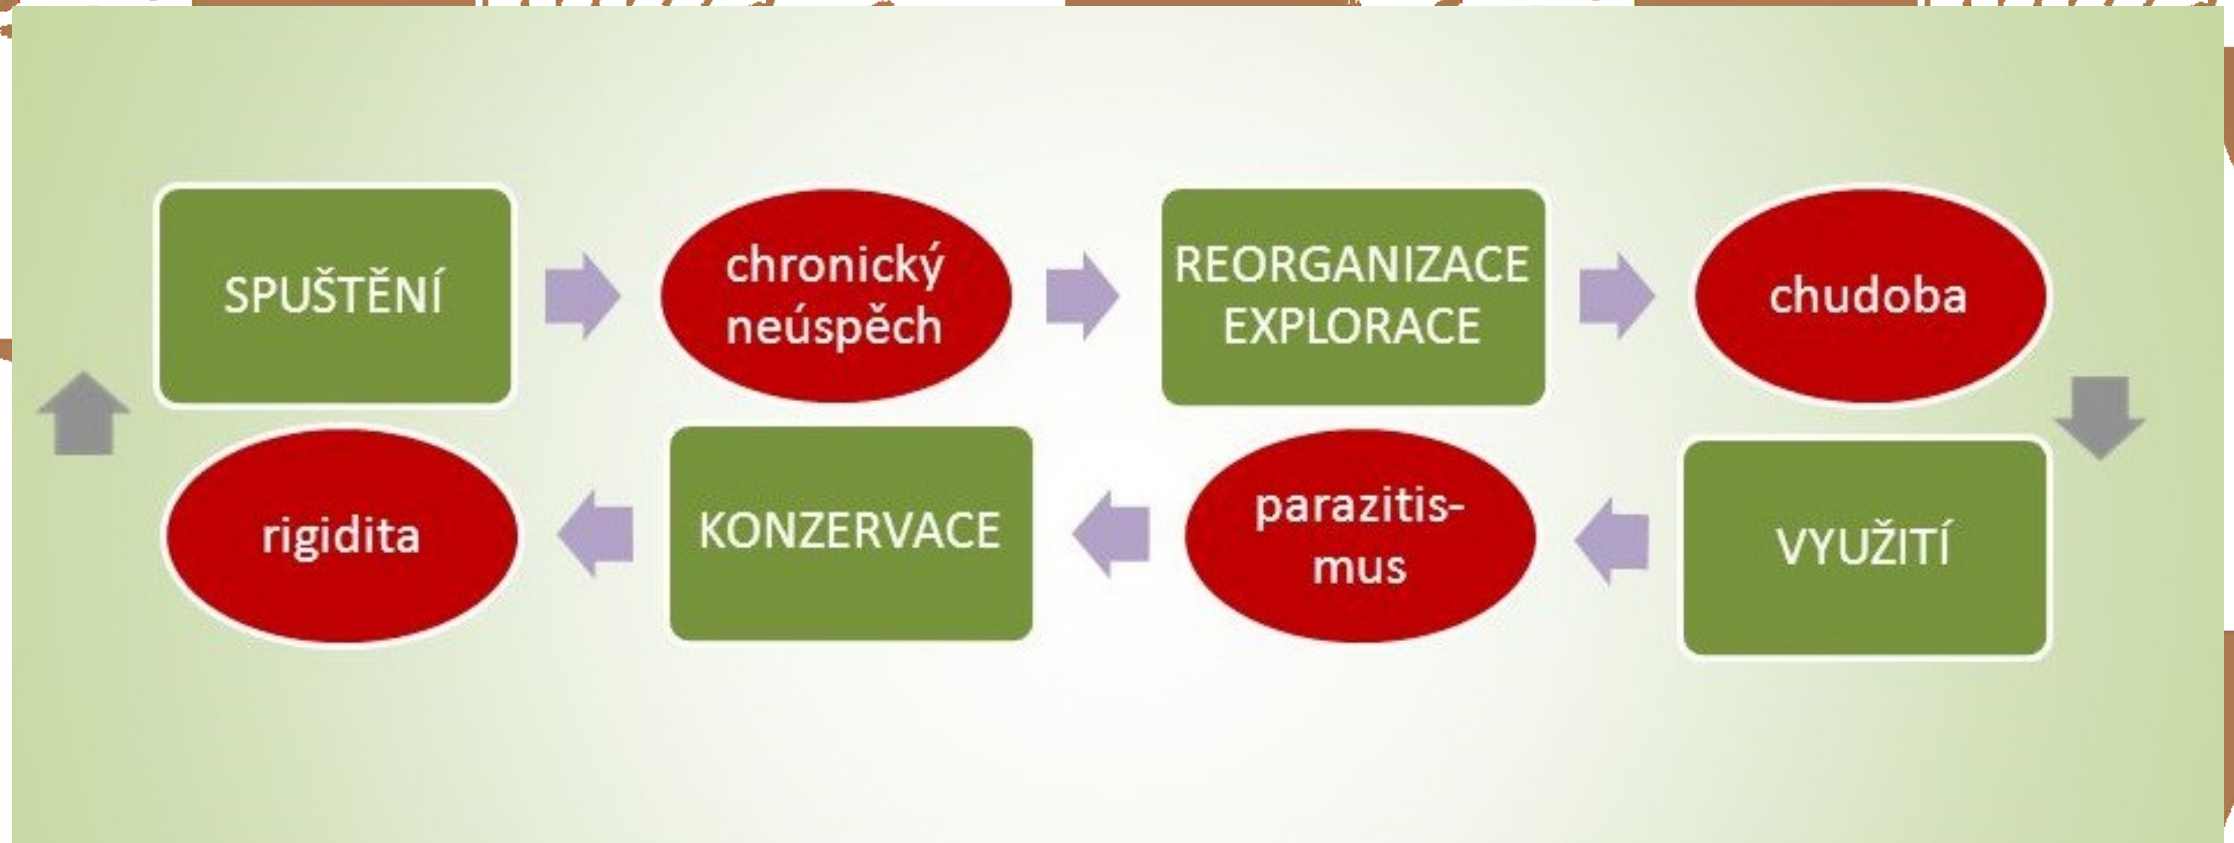 SPUŠTĚNÍ
chronický
neúspěch
REORGANIZACE
EXPLORACE
chudoba
rigidita
KONZERVACE
parazitis-
mus
VYUŽITÍ